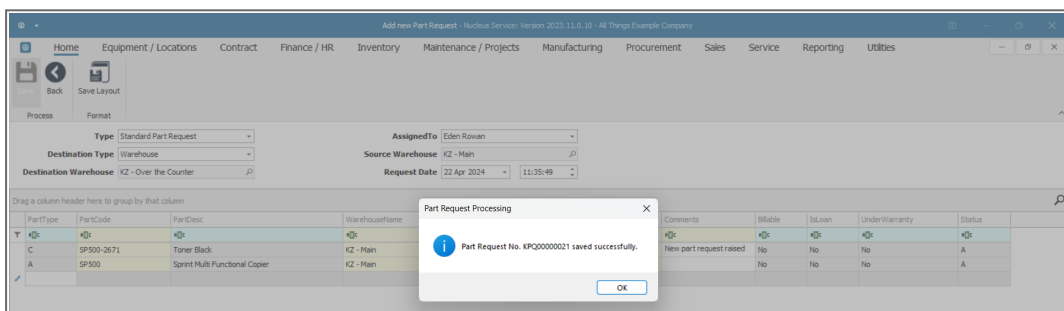 Add new Part Request - Nucleus Service: Version 2023.11.0.10 - All Things Example Company
Home Equipment / Locations Contract Finance / HR Inventory Maintenance / Projects Manufacturing Procurement Sales Service Reporting Utilities
Save Back Save Layout
Process Format
Type Standard Part Request AssignedTo Eden Rowan
Destination Type Warehouse Source Warehouse KZ - Main
Destination Warehouse KZ - Over the Counter Request Date 22 Apr 2024 11:35:49
Drag a column header here to group by that column
Part Request Processing
PartType PartCode PartDesc WarehouseName Comments Billable IsLoan UnderWarranty Status
Part Request No. KPQ00000021 saved successfully.
C SP500-2671 Toner Black KZ - Main New part request raised No No No A
A SP500 Sprint Multi Functional Copier KZ - Main No No No A
OK